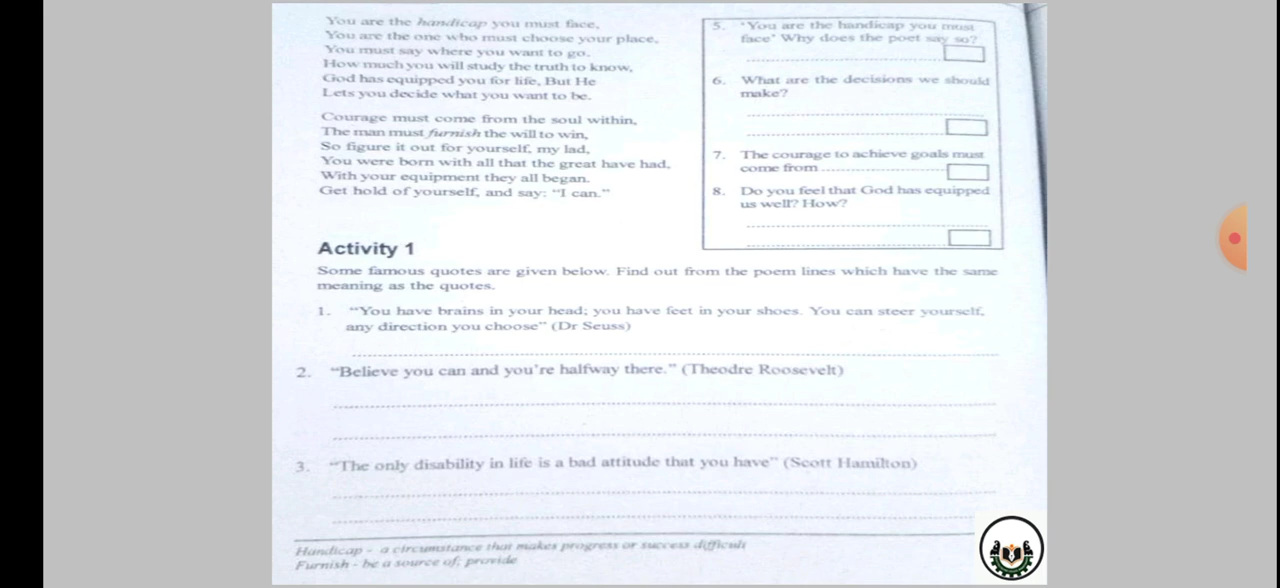 You are the handicap you must face,
You are the one who must choose your place.
You must say where you want to go.
How much you will study the truth to know,
God has equipped you for life, But He
Lets you decide what you want to be.
Courage must come from the soul within,
The man must furnish the will to win,
So figure it out for yourself, my lad,
You were born with all that the great have had,
With your equipment they all began.
Get hold of yourself, and say: "I can."
5. 'You are the handicap you must
face' Why does the poet say so?
6. What are the decisions we should
make?
7. The courage to achieve goals must
come from
8. Do you feel that God has equipped
us well? How?
Activity 1
Some famous quotes are given below. Find out from the poem lines which have the same
meaning as the quotes.
1. "You have brains in your head; you have feet in your shoes. You can steer yourself,
any direction you choose" (Dr Seuss)
2. "Believe you can and you're halfway there." (Theodre Roosevelt)
3. "The only disability in life is a bad attitude that you have" (Scott Hamilton)
Handicap - a circumstance that makes progress or success difficult
Furnish - be a source of; provide